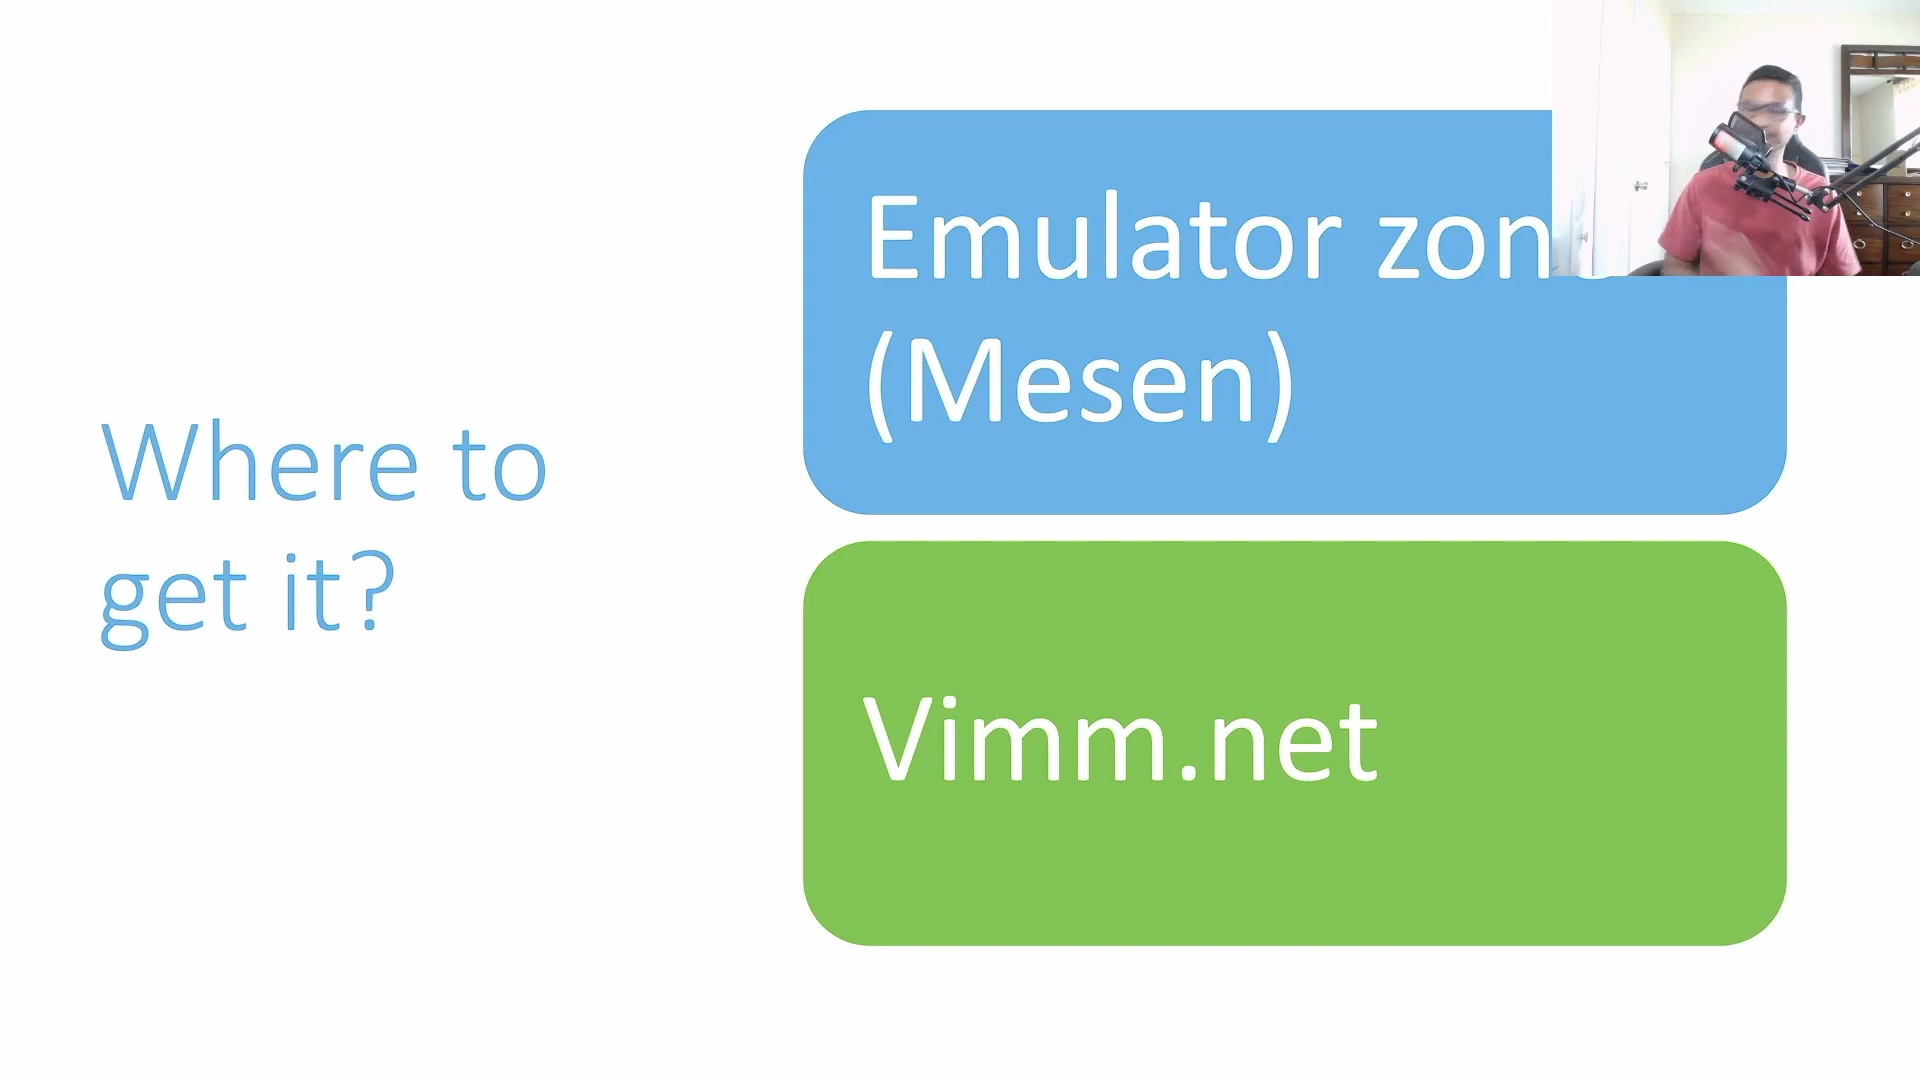 Where to
get it?
Emulator zon
(Mesen)
Vimm.net